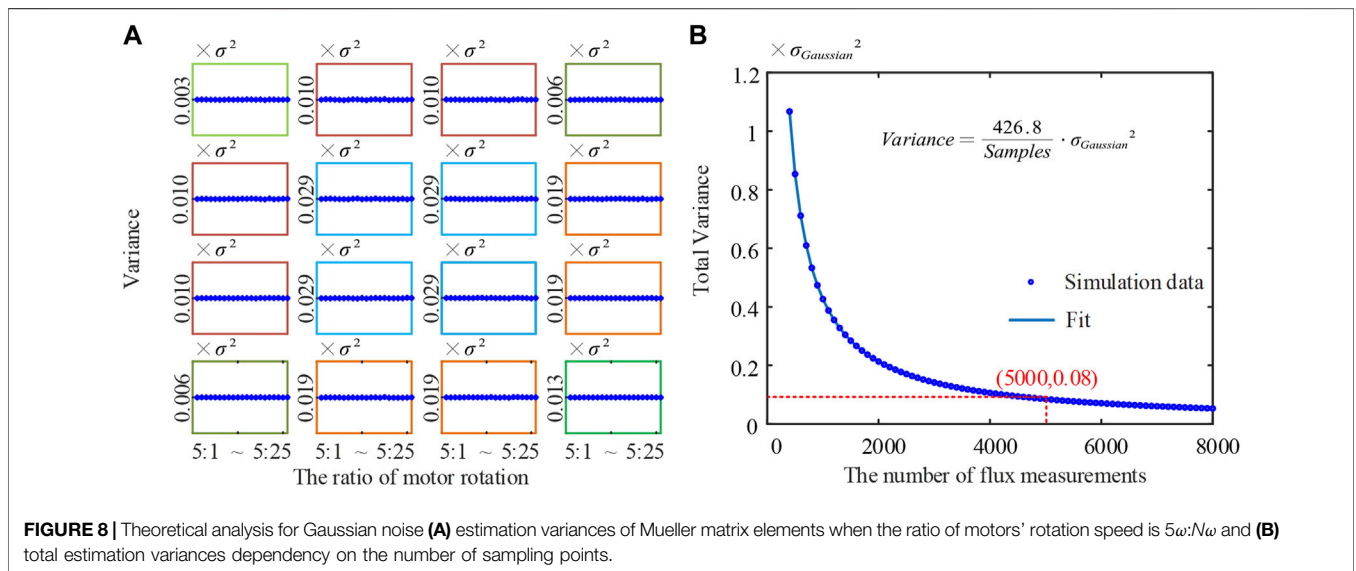 A
× σ² × σ² × σ² × σ²
0.003 0.010 0.010 0.006
× σ² × σ² × σ² × σ²
0.010 0.029 0.029 0.019
× σ² × σ² × σ² × σ²
0.010 0.029 0.029 0.019
× σ² × σ² × σ² × σ²
0.006 0.019 0.019 0.013
5:1 ~ 5:25 5:1 ~ 5:25 5:1 ~ 5:25 5:1 ~ 5:25
The ratio of motor rotation
Variance
B
× σ_Gaussian²
1.2
1
0.8
0.6
0.4
0.2
0 2000 4000 6000 8000
Total Variance
Variance = 426.8/Samples · σ_Gaussian²
Simulation data
Fit
(5000,0.08)
The number of flux measurements
FIGURE 8 | Theoretical analysis for Gaussian noise (A) estimation variances of Mueller matrix elements when the ratio of motors' rotation speed is 5ω:Nω and (B)
total estimation variances dependency on the number of sampling points.